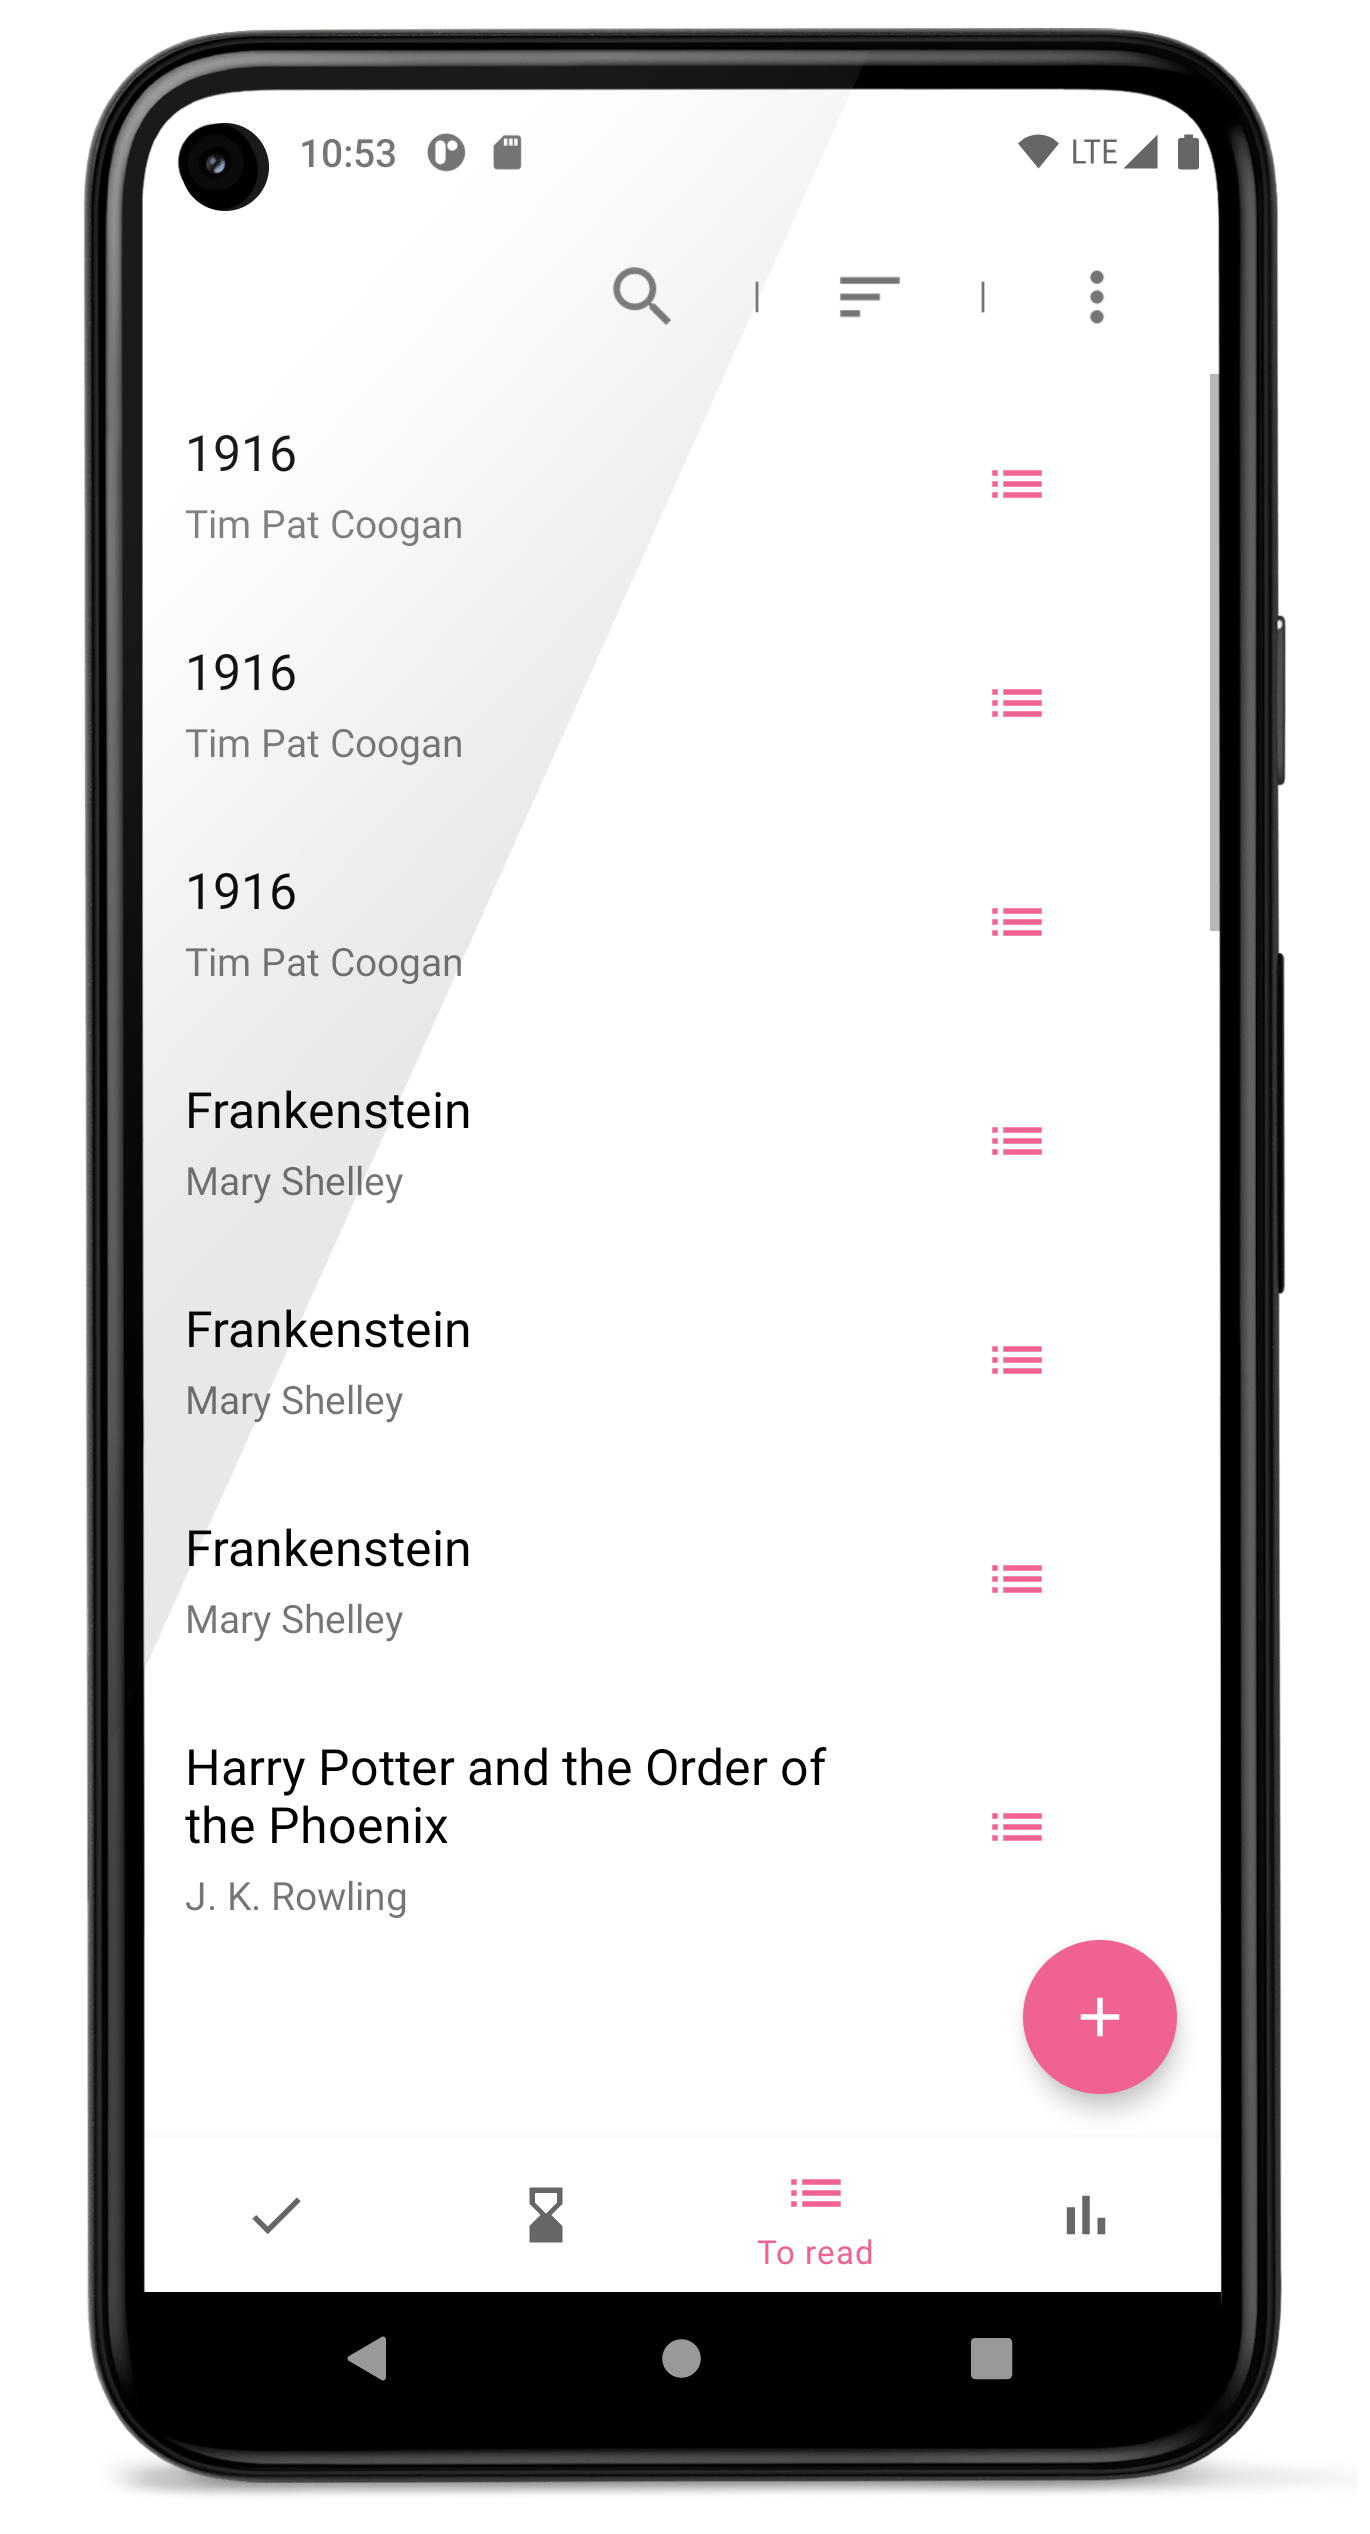 10:53
LTE
1916
Tim Pat Coogan
1916
Tim Pat Coogan
1916
Tim Pat Coogan
Frankenstein
Mary Shelley
Frankenstein
Mary Shelley
Frankenstein
Mary Shelley
Harry Potter and the Order of
the Phoenix
J. K. Rowling
To read